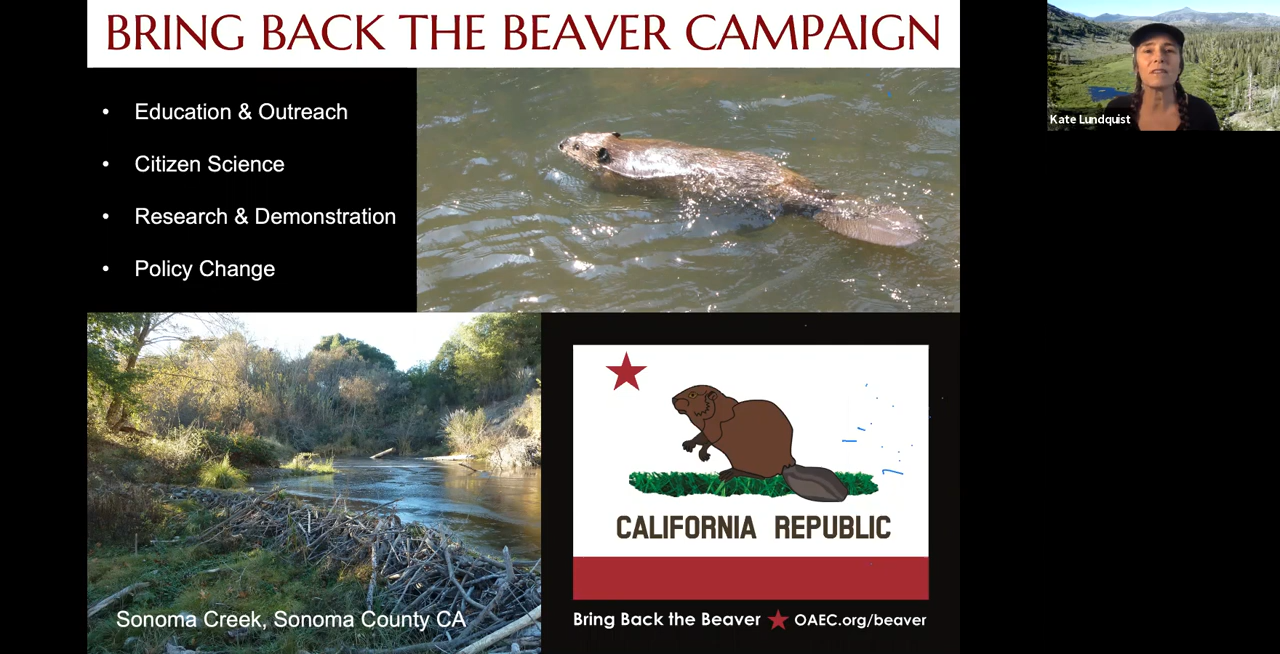 BRING BACK THE BEAVER CAMPAIGN
• Education & Outreach
• Citizen Science
• Research & Demonstration
• Policy Change
Kate Lundquist
Sonoma Creek, Sonoma County CA
CALIFORNIA REPUBLIC
Bring Back the Beaver ★ OAEC.org/beaver